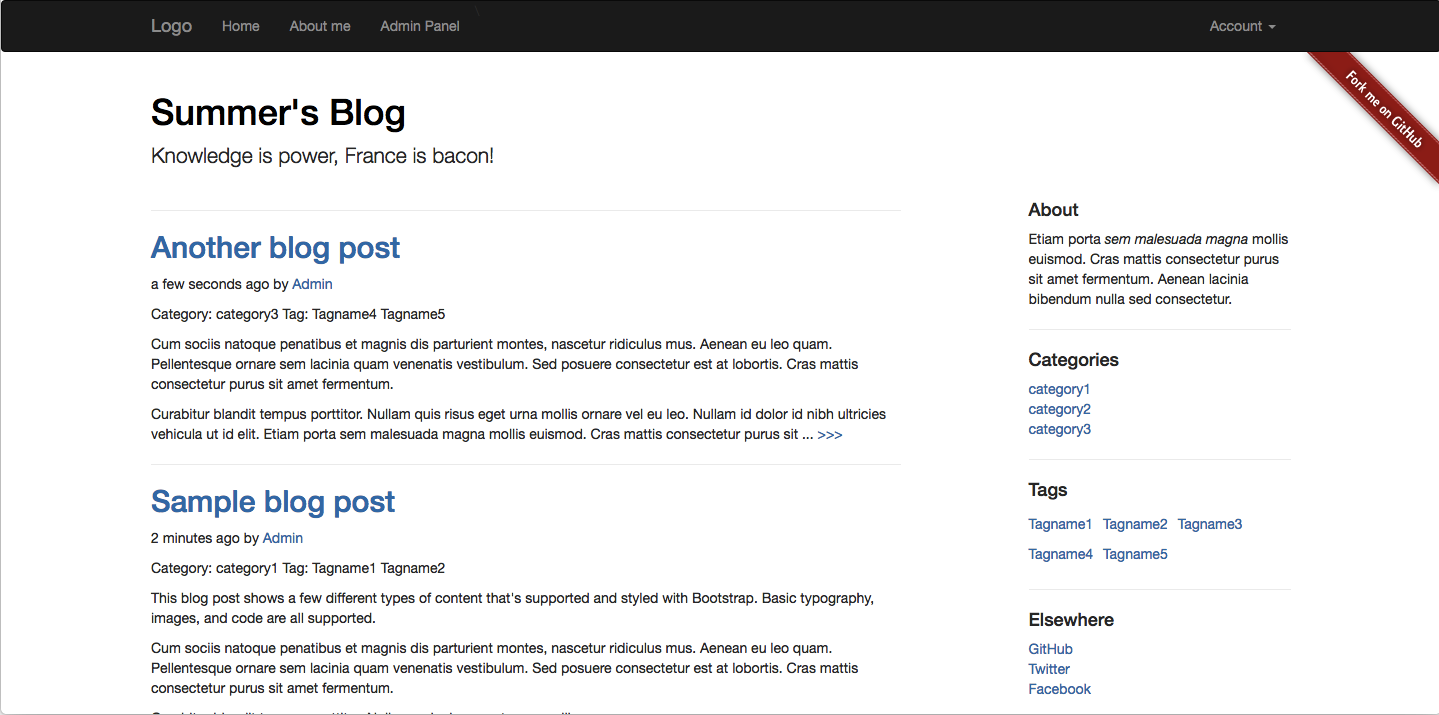 Logo Home About me Admin Panel Account
Fork me on GitHub
Summer's Blog
Knowledge is power, France is bacon!
Another blog post
a few seconds ago by Admin
Category: category3 Tag: Tagname4 Tagname5
Cum sociis natoque penatibus et magnis dis parturient montes, nascetur ridiculus mus. Aenean eu leo quam.
Pellentesque ornare sem lacinia quam venenatis vestibulum. Sed posuere consectetur est at lobortis. Cras mattis
consectetur purus sit amet fermentum.
Curabitur blandit tempus porttitor. Nullam quis risus eget urna mollis ornare vel eu leo. Nullam id dolor id nibh ultricies
vehicula ut id elit. Etiam porta sem malesuada magna mollis euismod. Cras mattis consectetur purus sit ... >>>
Sample blog post
2 minutes ago by Admin
Category: category1 Tag: Tagname1 Tagname2
This blog post shows a few different types of content that's supported and styled with Bootstrap. Basic typography,
images, and code are all supported.
Cum sociis natoque penatibus et magnis dis parturient montes, nascetur ridiculus mus. Aenean eu leo quam.
Pellentesque ornare sem lacinia quam venenatis vestibulum. Sed posuere consectetur est at lobortis. Cras mattis
consectetur purus sit amet fermentum.
About
Etiam porta sem malesuada magna mollis
euismod. Cras mattis consectetur purus
sit amet fermentum. Aenean lacinia
bibendum nulla sed consectetur.
Categories
category1
category2
category3
Tags
Tagname1 Tagname2 Tagname3
Tagname4 Tagname5
Elsewhere
GitHub
Twitter
Facebook